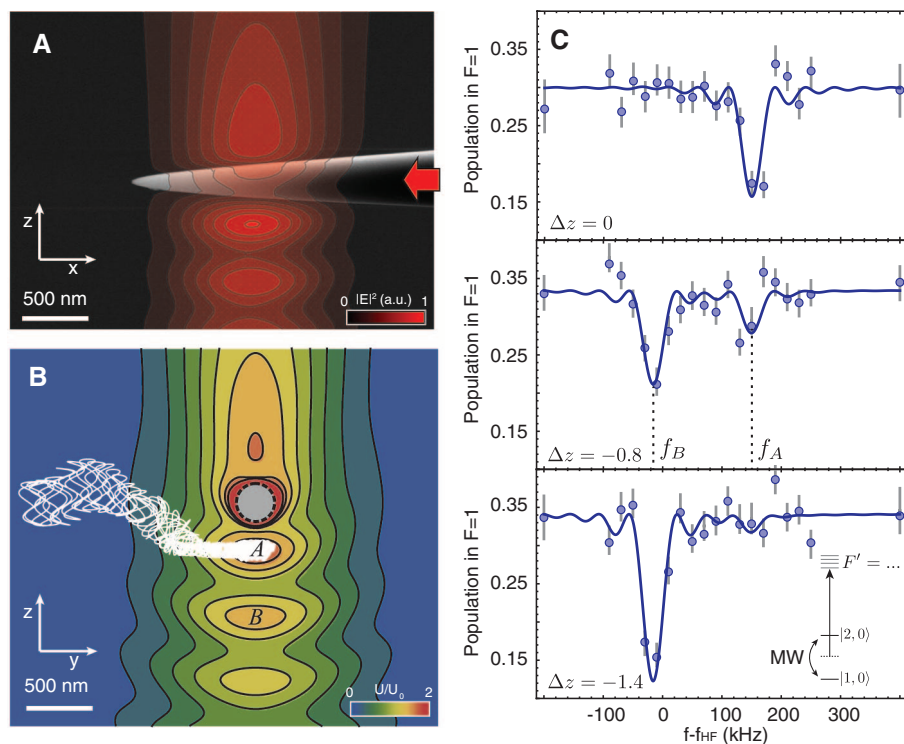 A
z
x
500 nm
|E|² (a.u.)
0 1
B
A
B
z
y
500 nm
U/U₀
0 2
C
Population in F=1
0.35
0.25
0.15
Δz = 0
Population in F=1
0.35
0.25
0.15
Δz = −0.8
f_B
f_A
Population in F=1
0.35
0.25
0.15
Δz = −1.4
F′ = ...
|2,0⟩
MW
|1,0⟩
-100 0 100 200 300 400
f-f_HF (kHz)